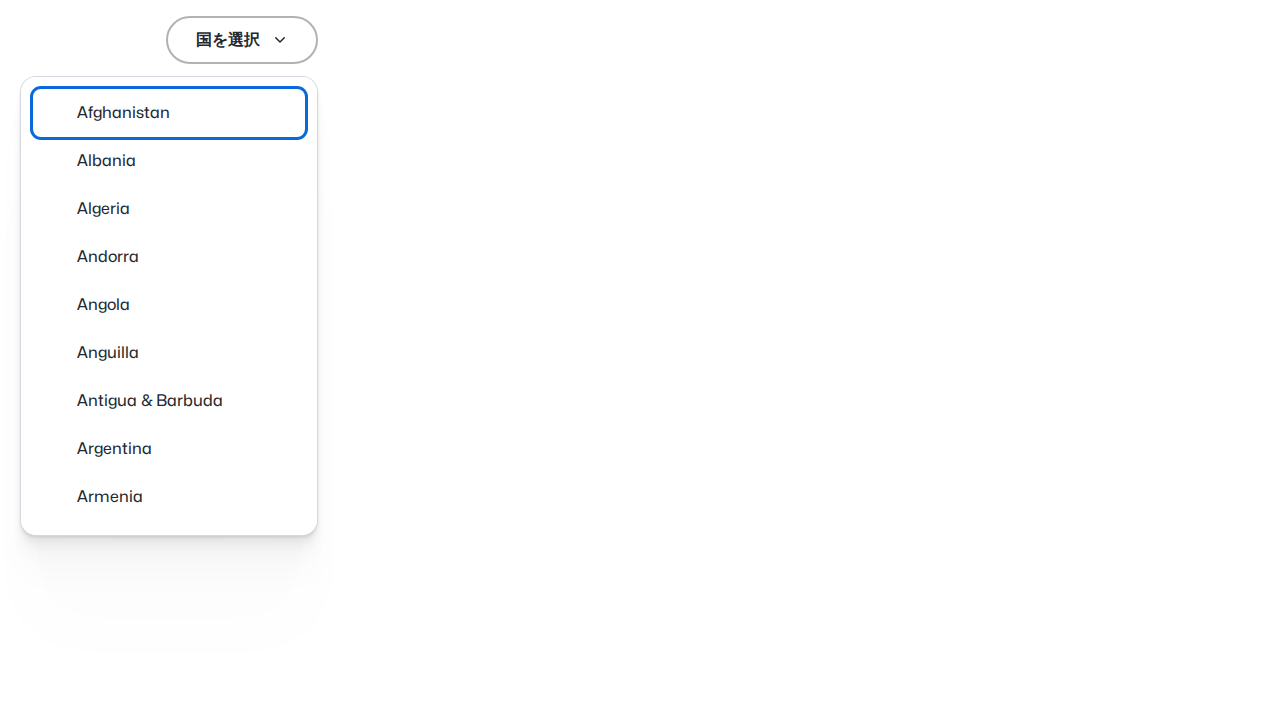 国を選択
Afghanistan
Albania
Algeria
Andorra
Angola
Anguilla
Antigua & Barbuda
Argentina
Armenia